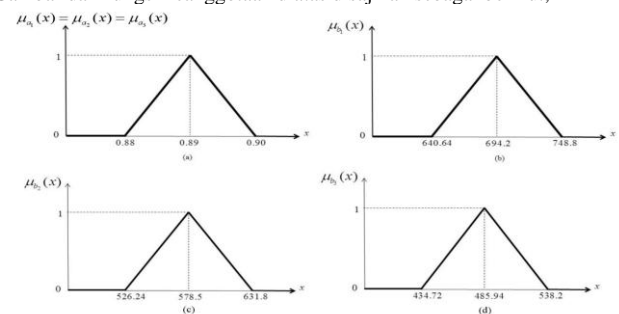 μa₁(x) = μa₂(x) = μa₃(x)
1
0
0.88
0.89
0.90
x
(a)
μb₁(x)
1
0
640.64
694.2
748.8
x
(b)
μb₂(x)
1
0
526.24
578.5
631.8
x
(c)
μb₃(x)
1
0
434.72
485.94
538.2
x
(d)